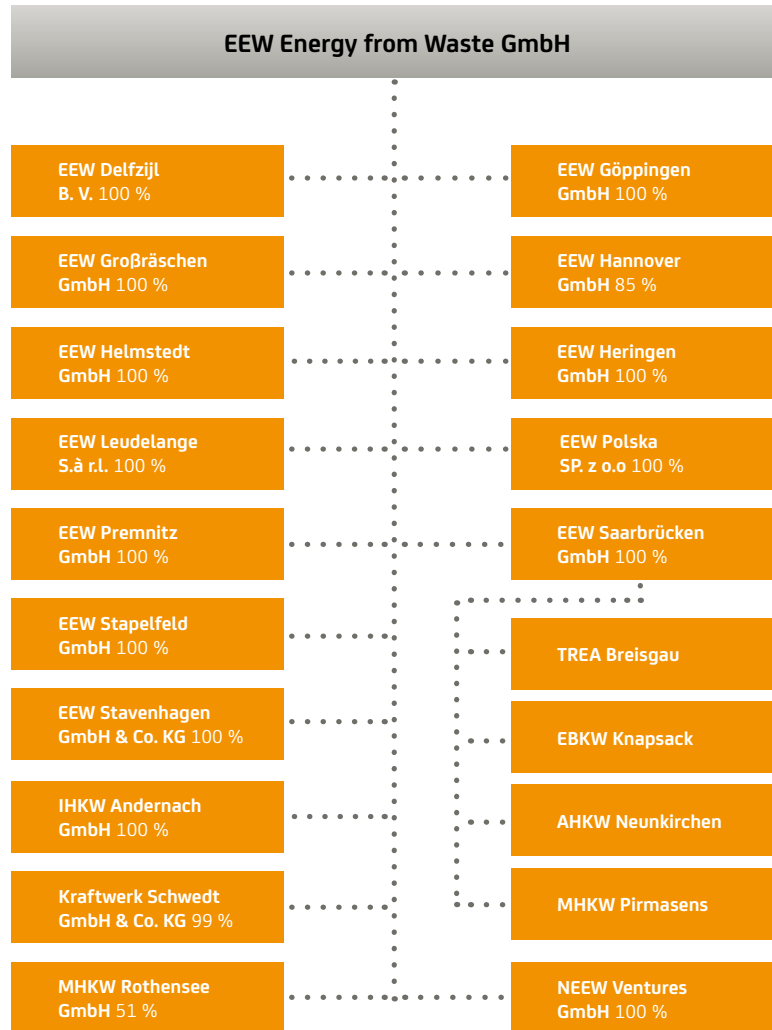 EEW Energy from Waste GmbH
EEW Delfzijl
B. V. 100 %
EEW Göppingen
GmbH 100 %
EEW Großräschen
GmbH 100 %
EEW Hannover
GmbH 85 %
EEW Helmstedt
GmbH 100 %
EEW Heringen
GmbH 100 %
EEW Leudelange
S.à r.l. 100 %
EEW Polska
SP. z o.o 100 %
EEW Premnitz
GmbH 100 %
EEW Saarbrücken
GmbH 100 %
EEW Stapelfeld
GmbH 100 %
TREA Breisgau
EEW Stavenhagen
GmbH & Co. KG 100 %
EBKW Knapsack
IHKW Andernach
GmbH 100 %
AHKW Neunkirchen
Kraftwerk Schwedt
GmbH & Co. KG 99 %
MHKW Pirmasens
MHKW Rothensee
GmbH 51 %
NEEW Ventures
GmbH 100 %